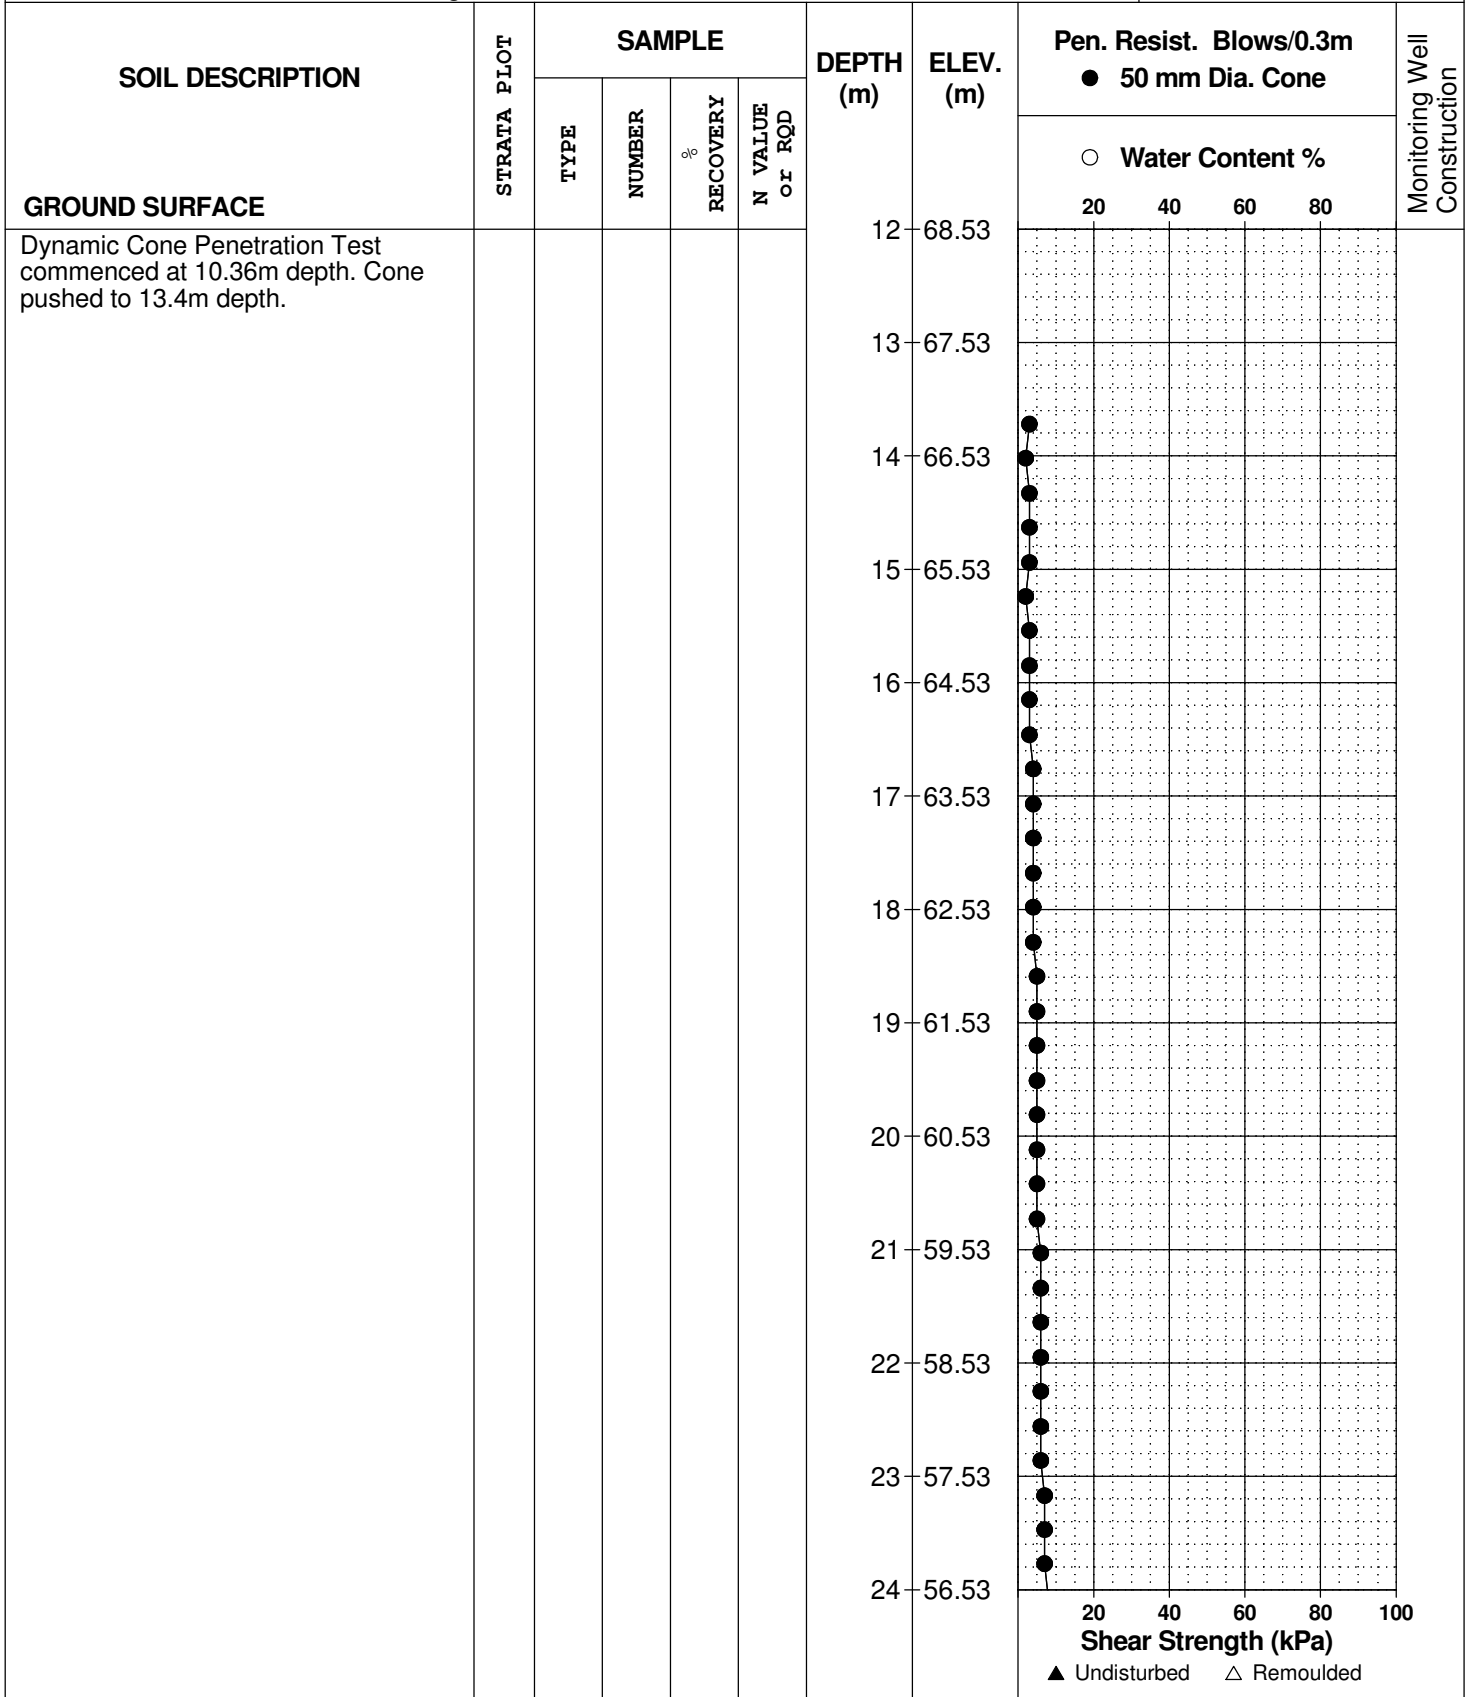 SOIL DESCRIPTION
GROUND SURFACE
STRATA PLOT
SAMPLE
TYPE
NUMBER
%
RECOVERY
N VALUE
or RQD
DEPTH
(m)
ELEV.
(m)
Pen. Resist. Blows/0.3m
● 50 mm Dia. Cone
○ Water Content %
20 40 60 80
Monitoring Well
Construction
Dynamic Cone Penetration Test
commenced at 10.36m depth. Cone
pushed to 13.4m depth.
12 68.53
13 67.53
14 66.53
15 65.53
16 64.53
17 63.53
18 62.53
19 61.53
20 60.53
21 59.53
22 58.53
23 57.53
24 56.53
20 40 60 80 100
Shear Strength (kPa)
▲ Undisturbed △ Remoulded